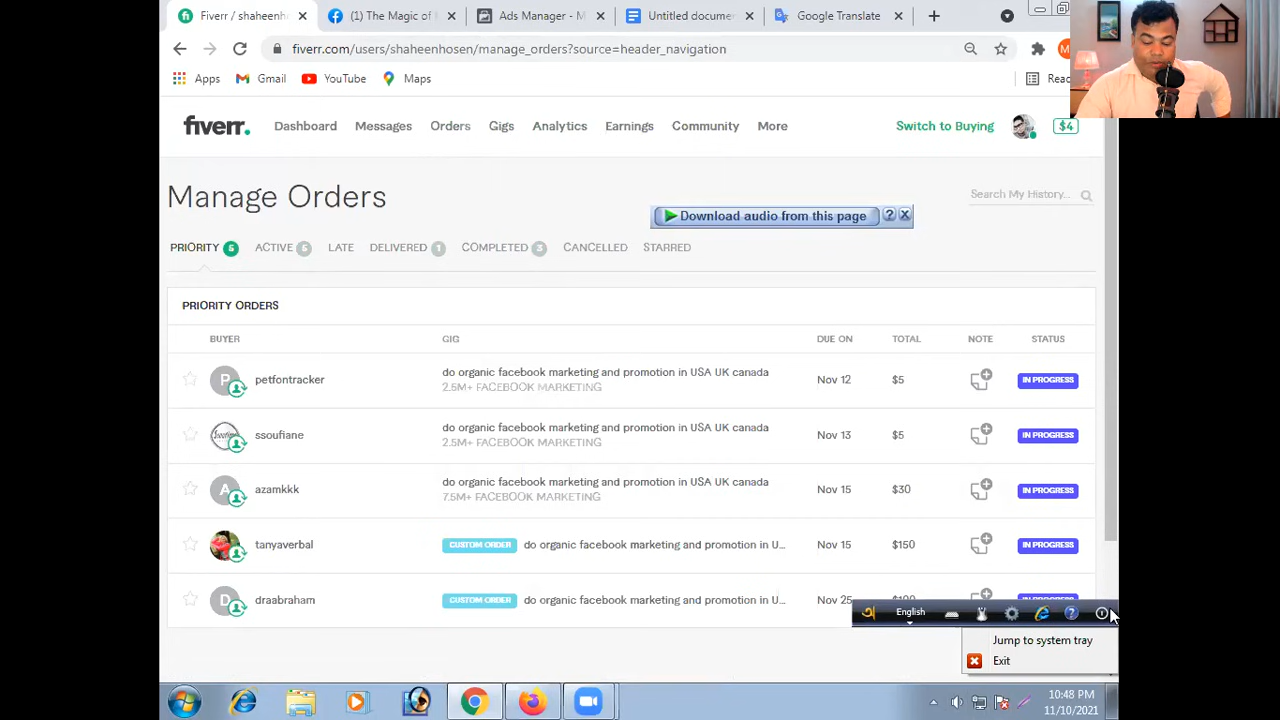 Fiverr / shaheenh
(1) The Magic of
Ads Manager - M
Untitled docume
Google Translate
fiverr.com/users/shaheenhosen/manage_orders?source=header_navigation
Apps
Gmail
YouTube
Maps
fiverr.
Dashboard
Messages
Orders
Gigs
Analytics
Earnings
Community
More
Switch to Buying
$4
Manage Orders
Search My History...
Download audio from this page
PRIORITY 5
ACTIVE
LATE
DELIVERED 1
COMPLETED 3
CANCELLED
STARRED
PRIORITY ORDERS
BUYER GIG DUE ON TOTAL NOTE STATUS
P petfontracker do organic facebook marketing and promotion in USA UK canada Nov 12 $5 IN PROGRESS
2.5M+ FACEBOOK MARKETING
ssoufiane do organic facebook marketing and promotion in USA UK canada Nov 13 $5 IN PROGRESS
2.5M+ FACEBOOK MARKETING
A azamkkk do organic facebook marketing and promotion in USA UK canada Nov 15 $30 IN PROGRESS
7.5M+ FACEBOOK MARKETING
tanyaverbal CUSTOM ORDER do organic facebook marketing and promotion in U... Nov 15 $150 IN PROGRESS
D draabraham CUSTOM ORDER do organic facebook marketing and promotion in U... Nov 25
English
Jump to system tray
Exit
10:48 PM
11/10/2021